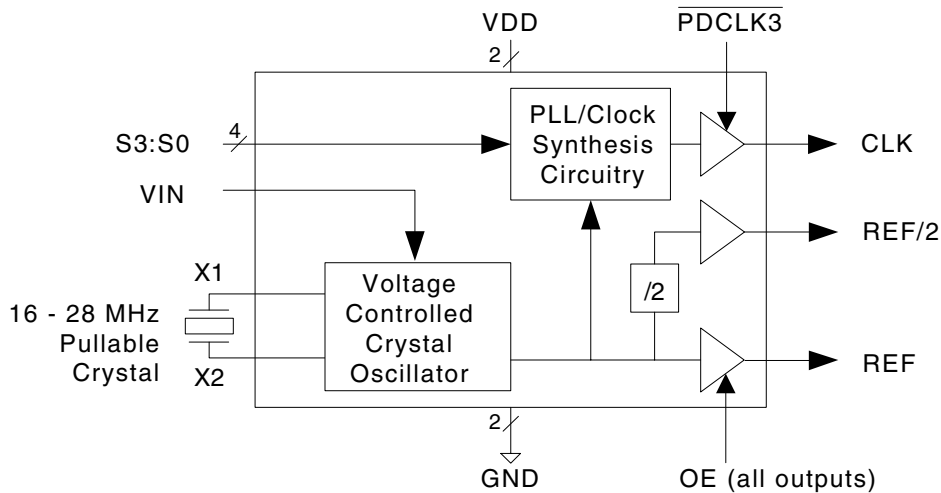 VDD
PDCLK3
2
PLL/Clock
Synthesis
Circuitry
S3:S0
4
CLK
VIN
REF/2
X1
Voltage
Controlled
Crystal
Oscillator
/2
16 - 28 MHz
Pullable
Crystal
X2
REF
2
GND
OE (all outputs)